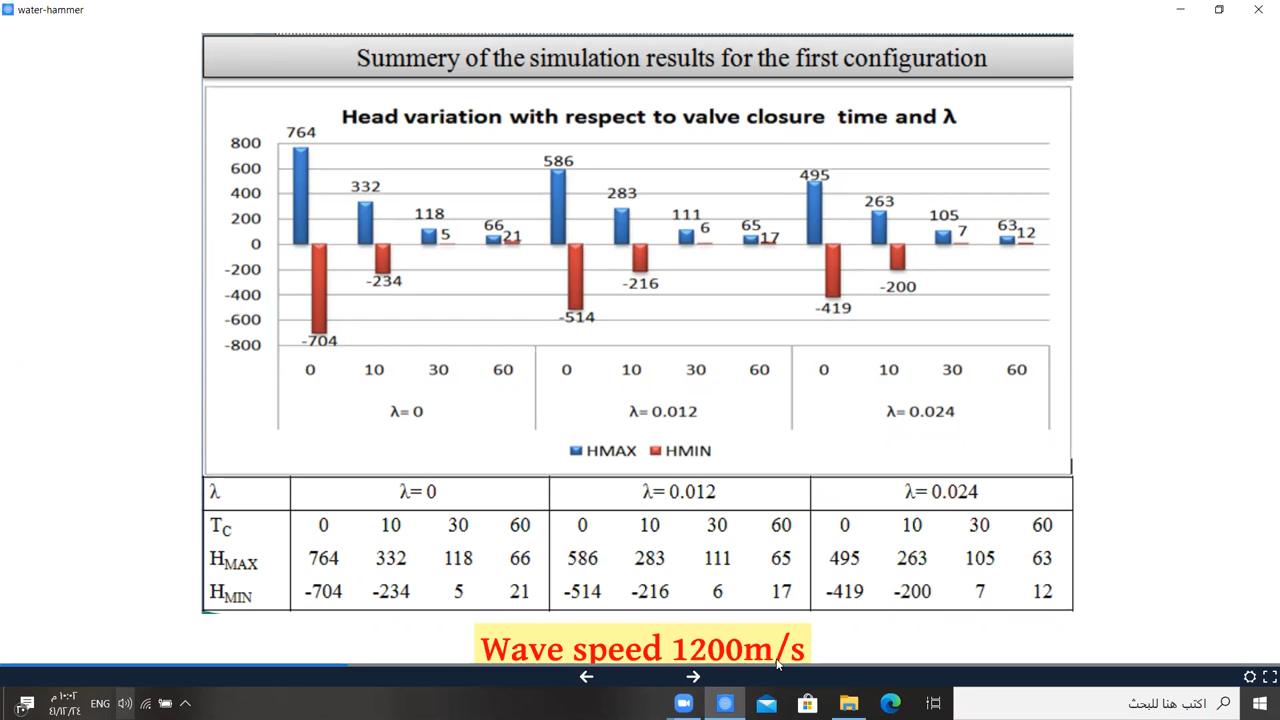 water-hammer
Summery of the simulation results for the first configuration
Head variation with respect to valve closure time and λ
800
600
400
200
0
-200
-400
-600
-800
764 332 118 66 586 283 111 65 495 263 105 63
-704 -234 5 21 -514 -216 6 17 -419 -200 7 12
0 10 30 60 0 10 30 60 0 10 30 60
λ= 0 λ= 0.012 λ= 0.024
HMAX HMIN
λ λ= 0 λ= 0.012 λ= 0.024
TC 0 10 30 60 0 10 30 60 0 10 30 60
HMAX 764 332 118 66 586 283 111 65 495 263 105 63
HMIN -704 -234 5 21 -514 -216 6 17 -419 -200 7 12
Wave speed 1200m/s
١٠:٠٢ م
ENG
اكتب هنا للبحث